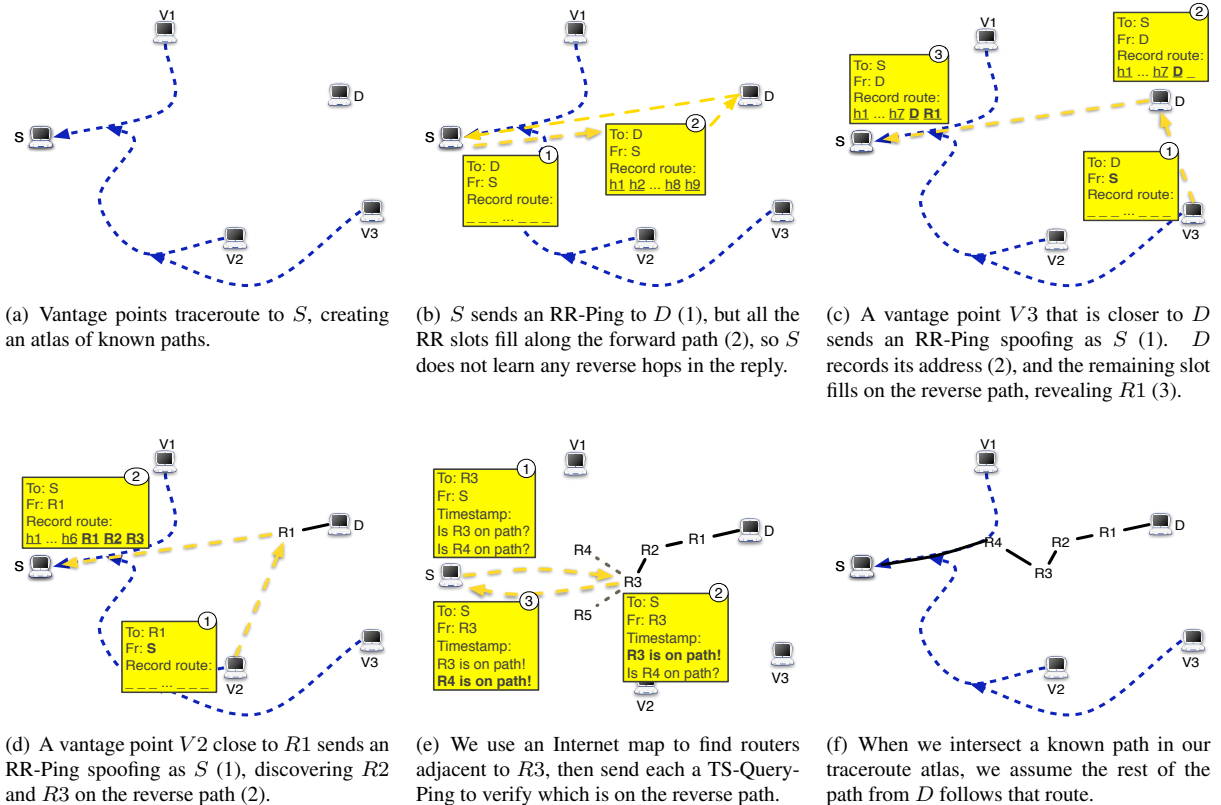 V1
D
S
V2
V3
(a) Vantage points traceroute to S, creating
an atlas of known paths.
V1
D
S
1
To: D
Fr: S
Record route:
_ _ _ ... _ _ _
2
To: D
Fr: S
Record route:
h1 h2 ... h8 h9
V2
V3
(b) S sends an RR-Ping to D (1), but all the
RR slots fill along the forward path (2), so S
does not learn any reverse hops in the reply.
V1
2
To: S
Fr: D
Record route:
h1 ... h7 D _
3
To: S
Fr: D
Record route:
h1 ... h7 D R1
D
S
1
To: D
Fr: S
Record route:
_ _ _ ... _ _ _
V2
V3
(c) A vantage point V3 that is closer to D
sends an RR-Ping spoofing as S (1). D
records its address (2), and the remaining slot
fills on the reverse path, revealing R1 (3).
V1
2
To: S
Fr: R1
Record route:
h1 ... h6 R1 R2 R3
R1
D
S
1
To: R1
Fr: S
Record route:
_ _ _ ... _ _ _
V2
V3
(d) A vantage point V2 close to R1 sends an
RR-Ping spoofing as S (1), discovering R2
and R3 on the reverse path (2).
V1
1
To: R3
Fr: S
Timestamp:
Is R3 on path?
Is R4 on path?
D
R1
R2
R4
R3
S
R5
3
To: S
Fr: R3
Timestamp:
R3 is on path!
R4 is on path!
2
To: S
Fr: R3
Timestamp:
R3 is on path!
Is R4 on path?
V2
V3
(e) We use an Internet map to find routers
adjacent to R3, then send each a TS-Query-
Ping to verify which is on the reverse path.
V1
D
R1
R2
R4
R3
S
V2
V3
(f) When we intersect a known path in our
traceroute atlas, we assume the rest of the
path from D follows that route.